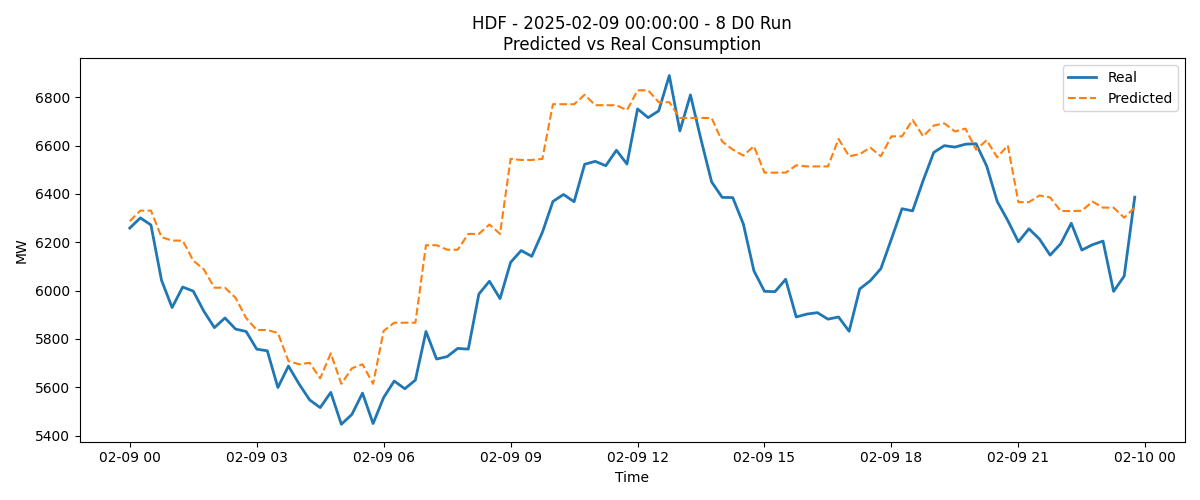 HDF - 2025-02-09 00:00:00 - 8 D0 Run
Predicted vs Real Consumption
Real
Predicted
MW
6800
6600
6400
6200
6000
5800
5600
5400
02-09 00
02-09 03
02-09 06
02-09 09
02-09 12
02-09 15
02-09 18
02-09 21
02-10 00
Time